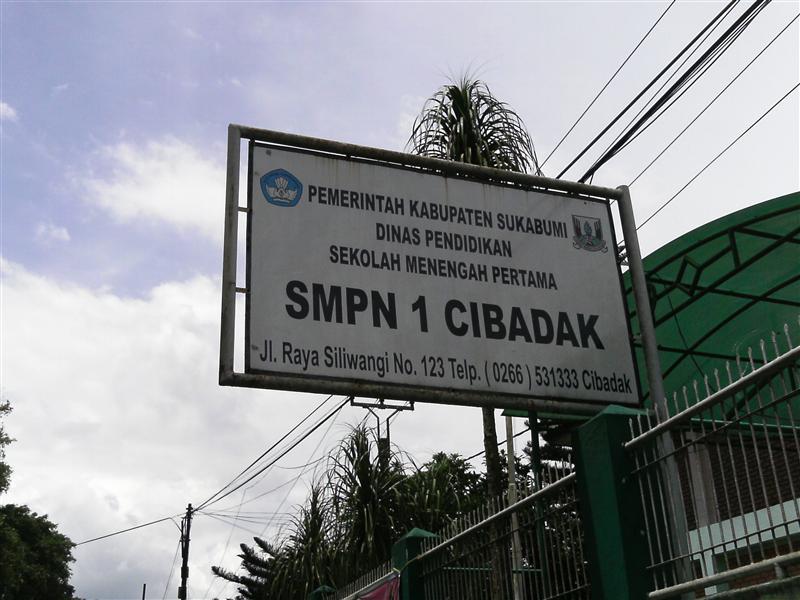 PEMERINTAH KABUPATEN SUKABUMI
DINAS PENDIDIKAN
SEKOLAH MENENGAH PERTAMA
SMPN 1 CIBADAK
Jl. Raya Siliwangi No. 123 Telp. ( 0266 ) 531333 Cibadak